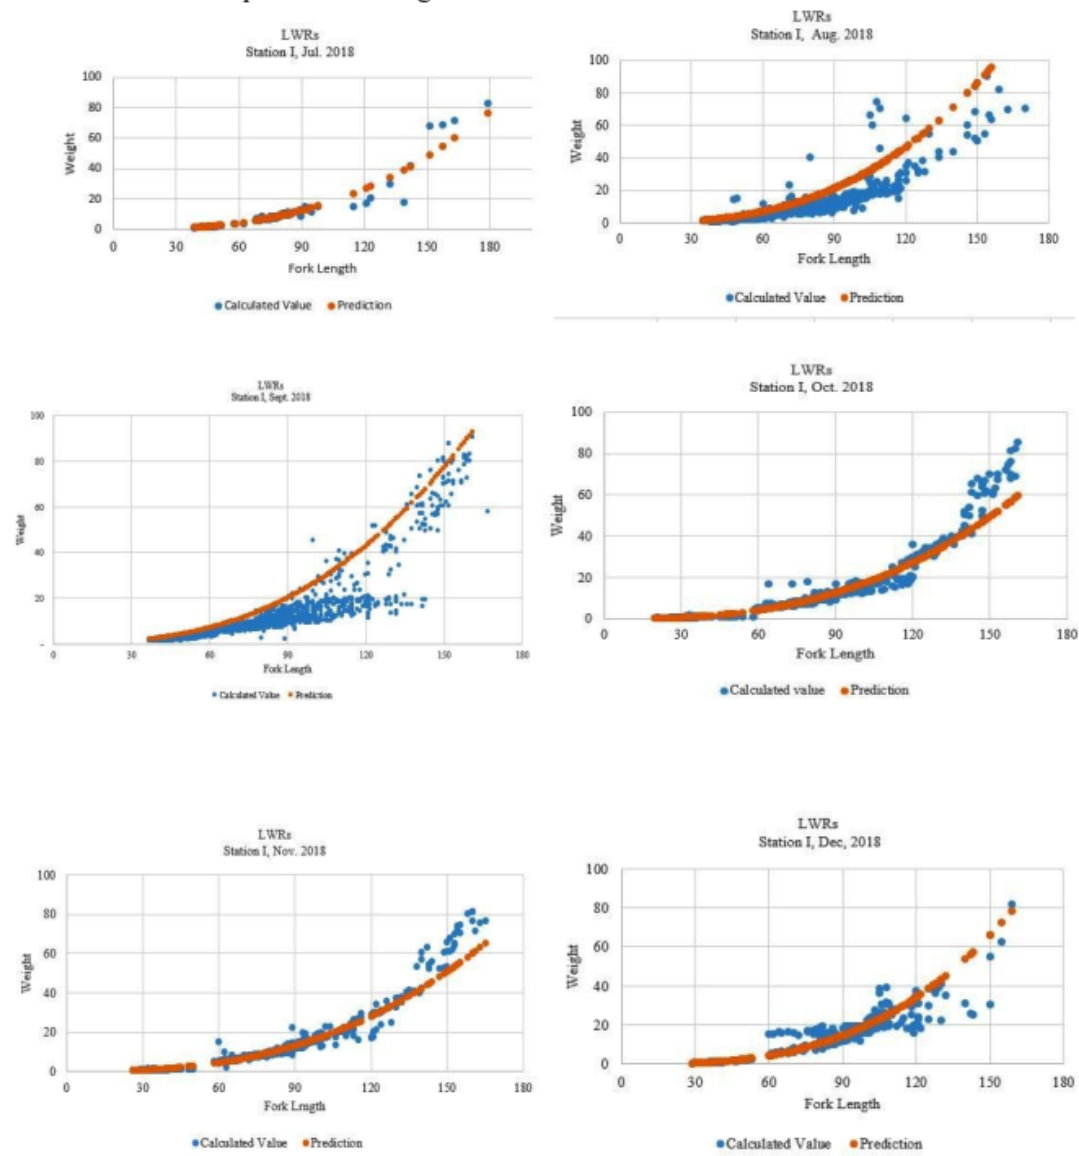 LWRs
Station I, Jul. 2018
100
80
60
40
20
0
Weight
0 30 60 90 120 150 180
Fork Length
Calculated Value Prediction
LWRs
Station I, Aug. 2018
100
80
60
40
20
0
Weight
0 30 60 90 120 150 180
Fork Length
Calculated Value Prediction
LWRs
Station I, Sept. 2018
100
80
60
40
20
-
Weight
0 30 60 90 120 150 180
Fork Length
Calculated Value Prediction
LWRs
Station I, Oct. 2018
100
80
60
40
20
0
Weight
0 30 60 90 120 150 180
Fork Length
Calculated value Prediction
LWRs
Station I, Nov. 2018
100
80
60
40
20
0
Weight
0 30 60 90 120 150 180
Fork Lrngth
Calculated Value Prediction
LWRs
Station I, Dec, 2018
100
80
60
40
20
0
Weight
0 30 60 90 120 150 180
Fork Length
Calculated Value Prediction